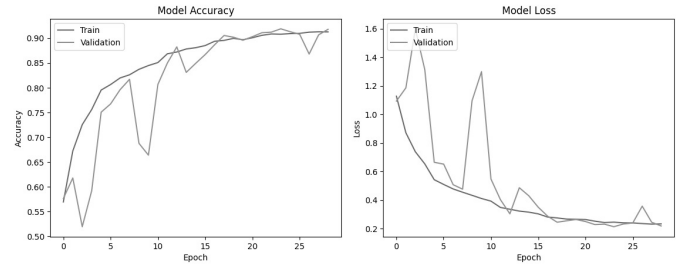 Model Accuracy
Train
Validation
0.90
0.85
0.80
0.75
0.70
0.65
0.60
0.55
0.50
Accuracy
0
5
10
15
20
25
Epoch
Model Loss
Train
Validation
1.6
1.4
1.2
1.0
0.8
0.6
0.4
0.2
Loss
0
5
10
15
20
25
Epoch